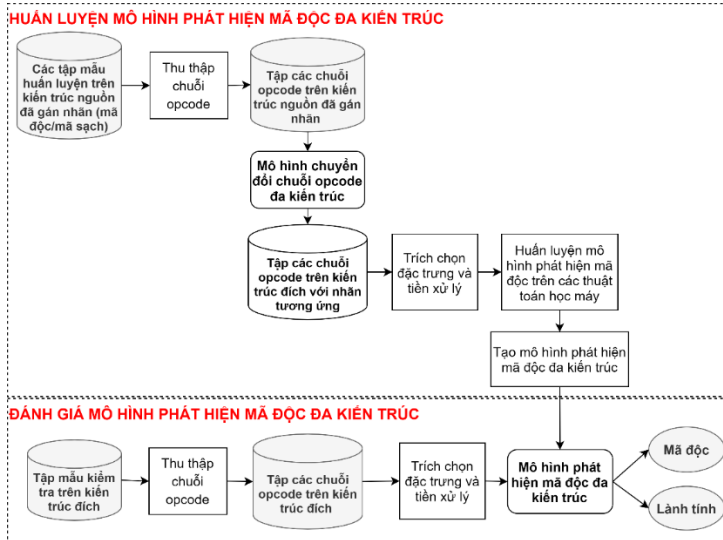 HUẤN LUYỆN MÔ HÌNH PHÁT HIỆN MÃ ĐỘC ĐA KIẾN TRÚC
Các tập mẫu
huấn luyện trên
kiến trúc nguồn
đã gán nhãn (mã
độc/mã sạch)
Thu thập
chuỗi
opcode
Tập các chuỗi
opcode trên kiến
trúc nguồn đã gán
nhãn
Mô hình chuyển
đổi chuỗi opcode
đa kiến trúc
Tập các chuỗi
opcode trên kiến
trúc đích với nhãn
tương ứng
Trích chọn
đặc trưng và
tiền xử lý
Huấn luyện mô
hình phát hiện mã
độc trên các thuật
toán học máy
Tạo mô hình phát hiện
mã độc đa kiến trúc
ĐÁNH GIÁ MÔ HÌNH PHÁT HIỆN MÃ ĐỘC ĐA KIẾN TRÚC
Tập mẫu kiểm
tra trên kiến
trúc đích
Thu thập
chuỗi
opcode
Tập các chuỗi
opcode trên kiến
trúc đích
Trích chọn
đặc trưng và
tiền xử lý
Mô hình phát
hiện mã độc đa
kiến trúc
Mã độc
Lành tính